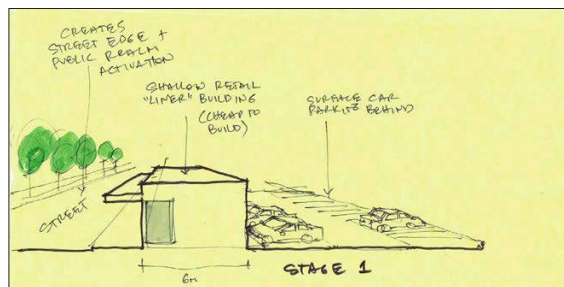 CREATES
STREET EDGE +
PUBLIC REALM
ACTIVATION
SHALLOW RETAIL
"LINER" BUILDING
(CHEAP TO
BUILD)
SURFACE CAR
PARKING BEHIND
STREET
6m
STAGE 1